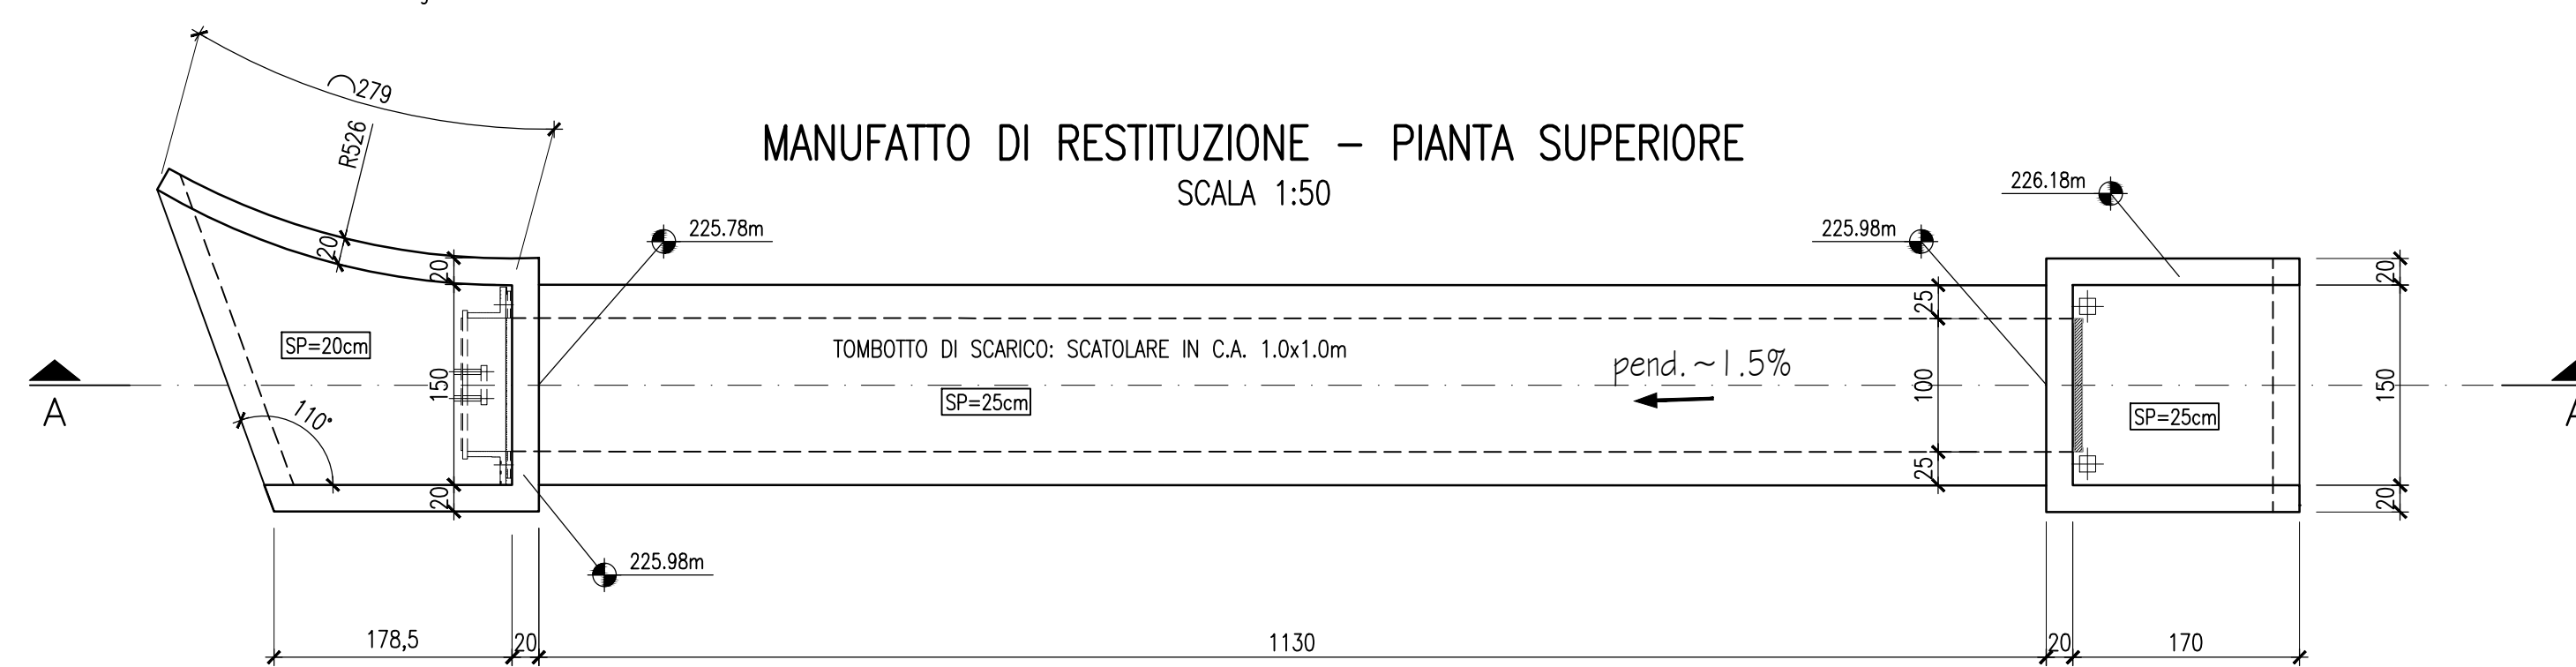 279
R526
MANUFATTO DI RESTITUZIONE – PIANTA SUPERIORE
SCALA 1:50
226.18m
225.78m
225.98m
20
20
20
25
20
SP=20cm
TOMBOTTO DI SCARICO: SCATOLARE IN C.A. 1.0x1.0m
pend.~1.5%
150
100
150
SP=25cm
SP=25cm
A
110°
20
25
20
225.98m
178,5
20
1130
20
170